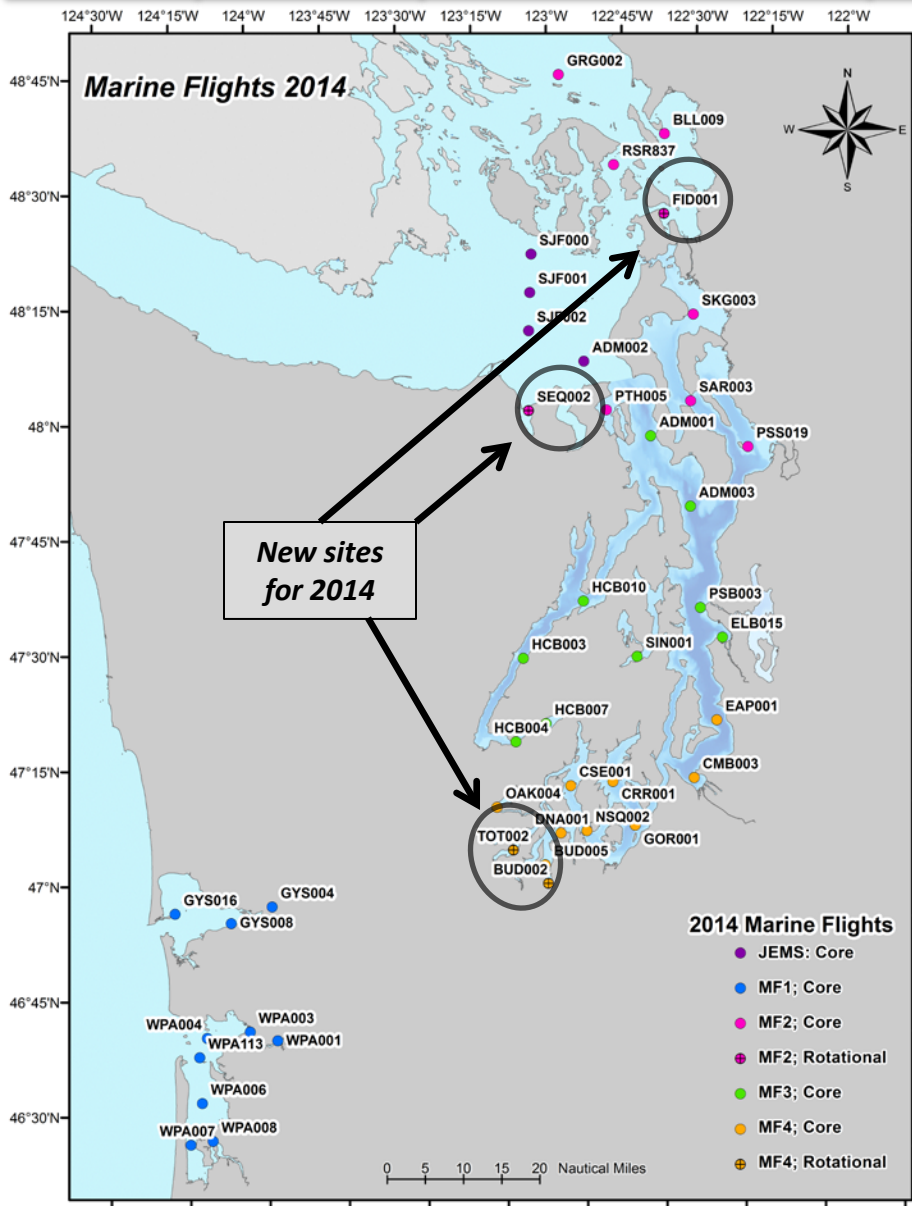 124°30'W 124°15'W 124°W 123°45'W 123°30'W 123°15'W 123°W 122°45'W 122°30'W 122°15'W 122°W
Marine Flights 2014
48°45'N
48°30'N
48°15'N
48°N
47°45'N
47°30'N
47°15'N
47°N
46°45'N
46°30'N
N
W E
S
GRG002
BLL009
RSR837
FID001
SJF000
SJF001
SJF002
SKG003
ADM002
SEQ002
PTH005
SAR003
ADM001
PSS019
ADM003
New sites
for 2014
HCB010
PSB003
ELB015
HCB003
SIN001
HCB007
EAP001
HCB004
CMB003
CSE001
OAK004
CRR001
DNA001
NSQ002
TOT002
GOR001
BUD005
BUD002
GYS004
GYS016
GYS008
WPA003
WPA004
WPA001
WPA113
WPA006
WPA008
WPA007
2014 Marine Flights
JEMS: Core
MF1; Core
MF2; Core
MF2; Rotational
MF3; Core
MF4; Core
MF4; Rotational
0 5 10 15 20 Nautical Miles